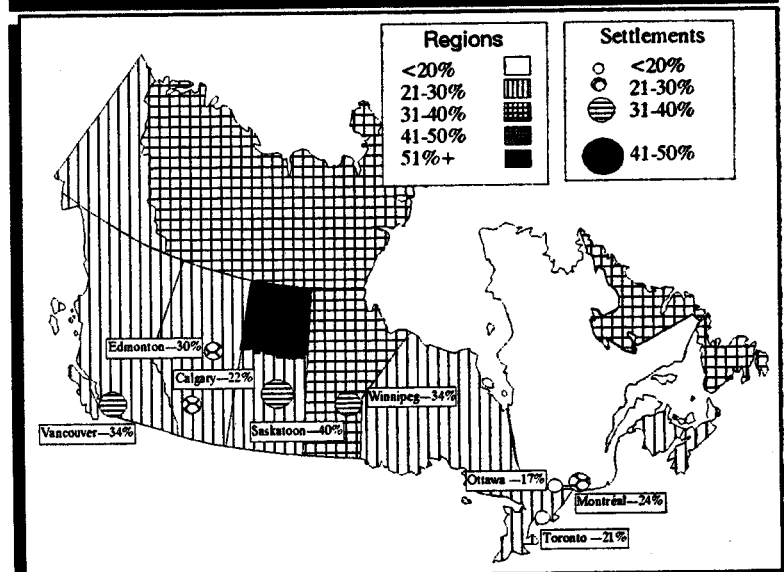 Regions
<20%
21-30%
31-40%
41-50%
51%+
Settlements
<20%
21-30%
31-40%
41-50%
Edmonton—30%
Calgary—22%
Vancouver—34%
Saskatoon—40%
Winnipeg—34%
Ottawa —17%
Montréal—24%
Toronto —21%